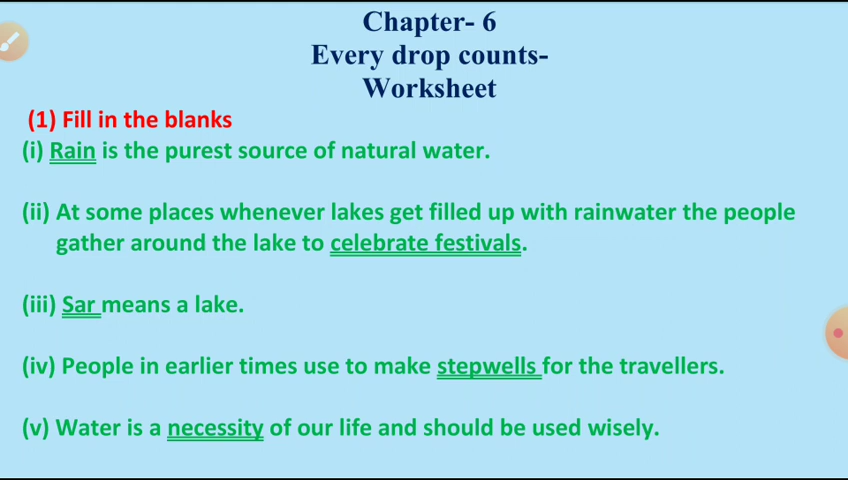 Chapter- 6
Every drop counts-
Worksheet
(1) Fill in the blanks
(i) Rain is the purest source of natural water.
(ii) At some places whenever lakes get filled up with rainwater the people
gather around the lake to celebrate festivals.
(iii) Sar means a lake.
(iv) People in earlier times use to make stepwells for the travellers.
(v) Water is a necessity of our life and should be used wisely.